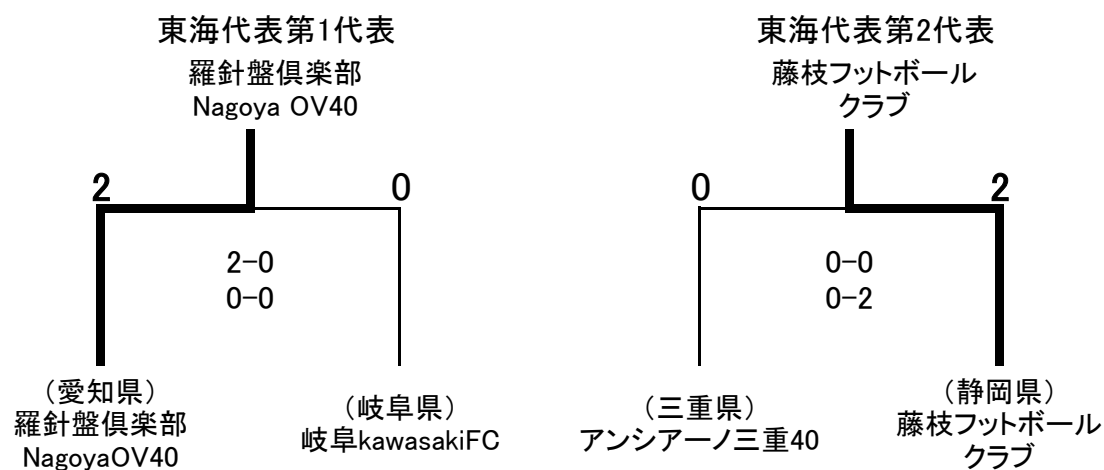 東海代表第1代表
羅針盤倶楽部
Nagoya OV40
2
0
2-0
0-0
(愛知県)
羅針盤倶楽部
NagoyaOV40
(岐阜県)
岐阜kawasakiFC
東海代表第2代表
藤枝フットボール
クラブ
0
2
0-0
0-2
(三重県)
アンシアーノ三重40
(静岡県)
藤枝フットボール
クラブ